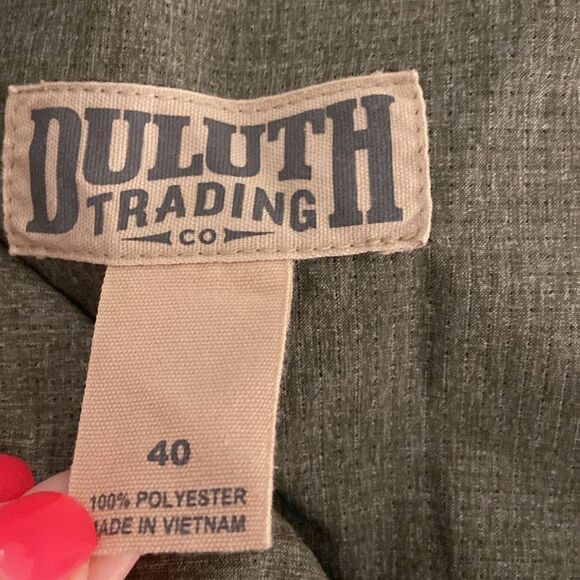 DULUTH
TRADING
CO
40
100% POLYESTER
MADE IN VIETNAM